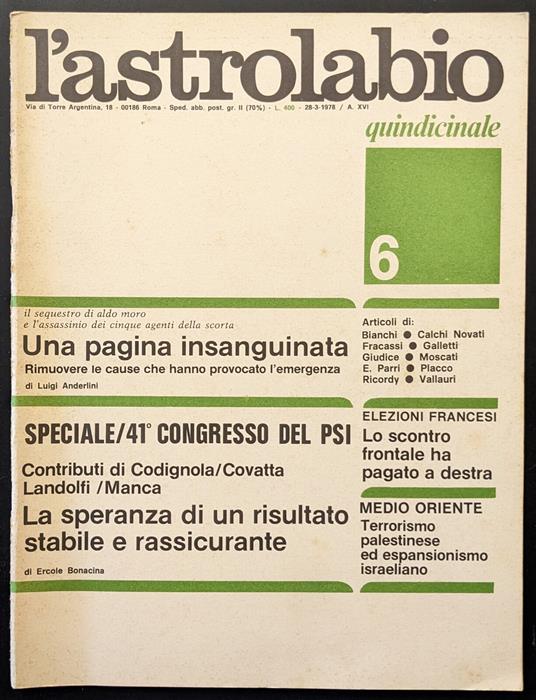 l'astrolabio
Via di Torre Argentina, 18 - 00186 Roma - Sped. abb. post. gr. II (70%) - L. 400 - 28-3-1978 / A. XVI
quindicinale
6
il sequestro di aldo moro
e l'assassinio dei cinque agenti della scorta
Una pagina insanguinata
Rimuovere le cause che hanno provocato l'emergenza
di Luigi Anderlini
Articoli di:
Bianchi ● Calchi Novati
Fracassi ● Galletti
Giudice ● Moscati
E. Parri ● Placco
Ricordy ● Vallauri
SPECIALE/41° CONGRESSO DEL PSI
Contributi di Codignola/Covatta
Landolfi /Manca
La speranza di un risultato
stabile e rassicurante
di Ercole Bonacina
ELEZIONI FRANCESI
Lo scontro
frontale ha
pagato a destra
MEDIO ORIENTE
Terrorismo
palestinese
ed espansionismo
israeliano